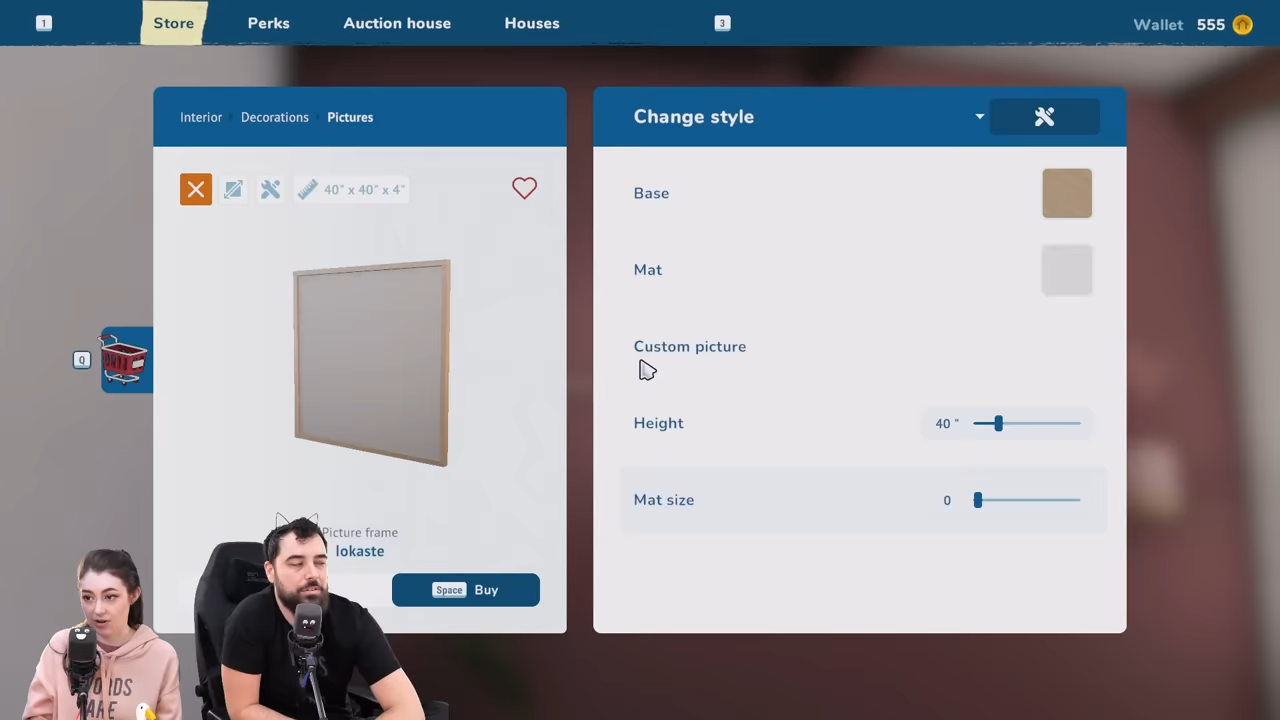 1
Store
Perks
Auction house
Houses
3
Wallet 555
Interior Decorations Pictures
40" x 40" x 4"
Q
Picture frame
lokaste
Space Buy
Change style
Base
Mat
Custom picture
Height 40 "
Mat size 0